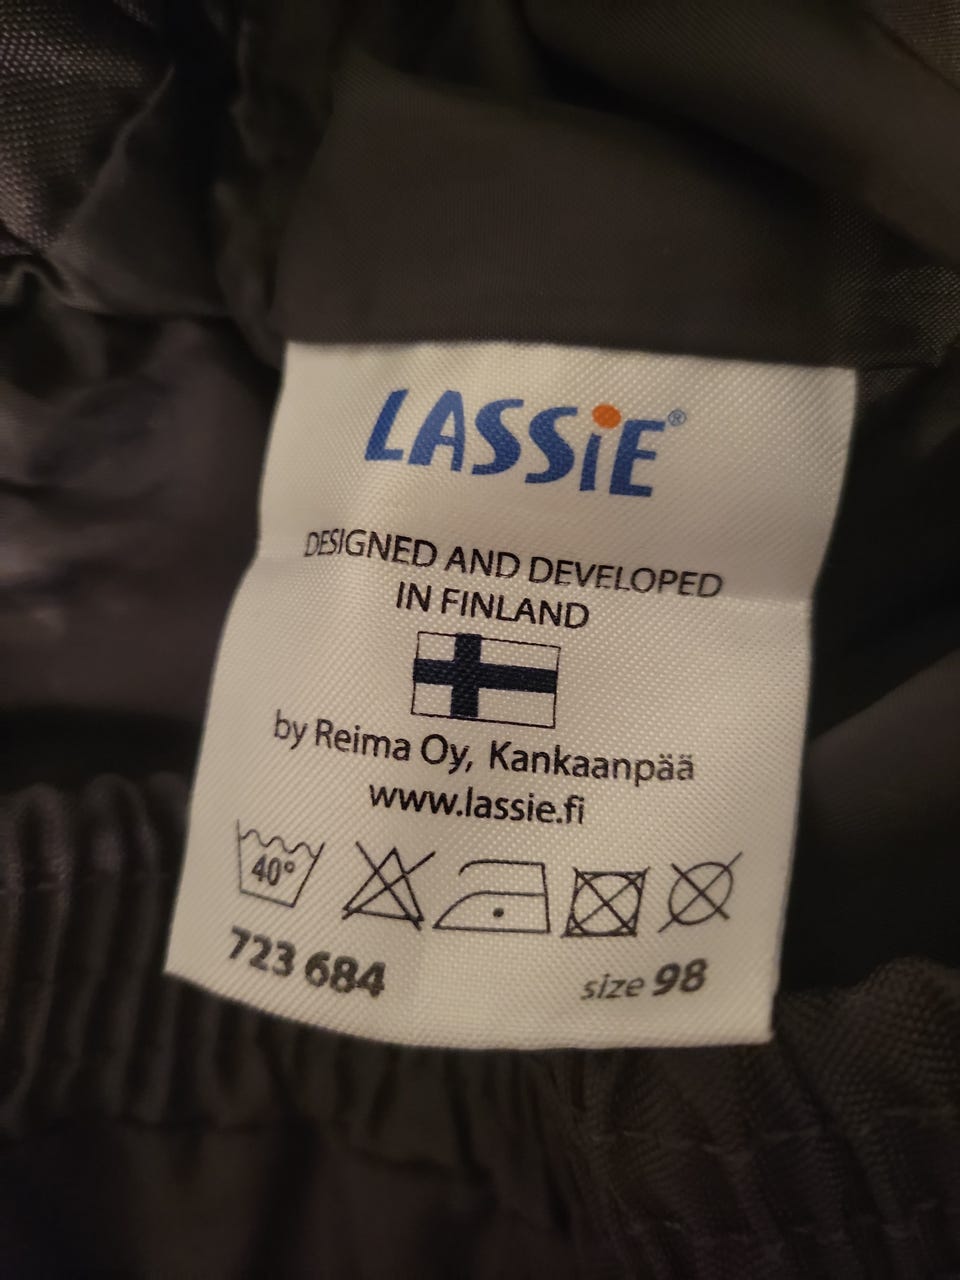 LASSiE®
DESIGNED AND DEVELOPED
IN FINLAND
by Reima Oy, Kankaanpää
www.lassie.fi
40°
723 684 size 98